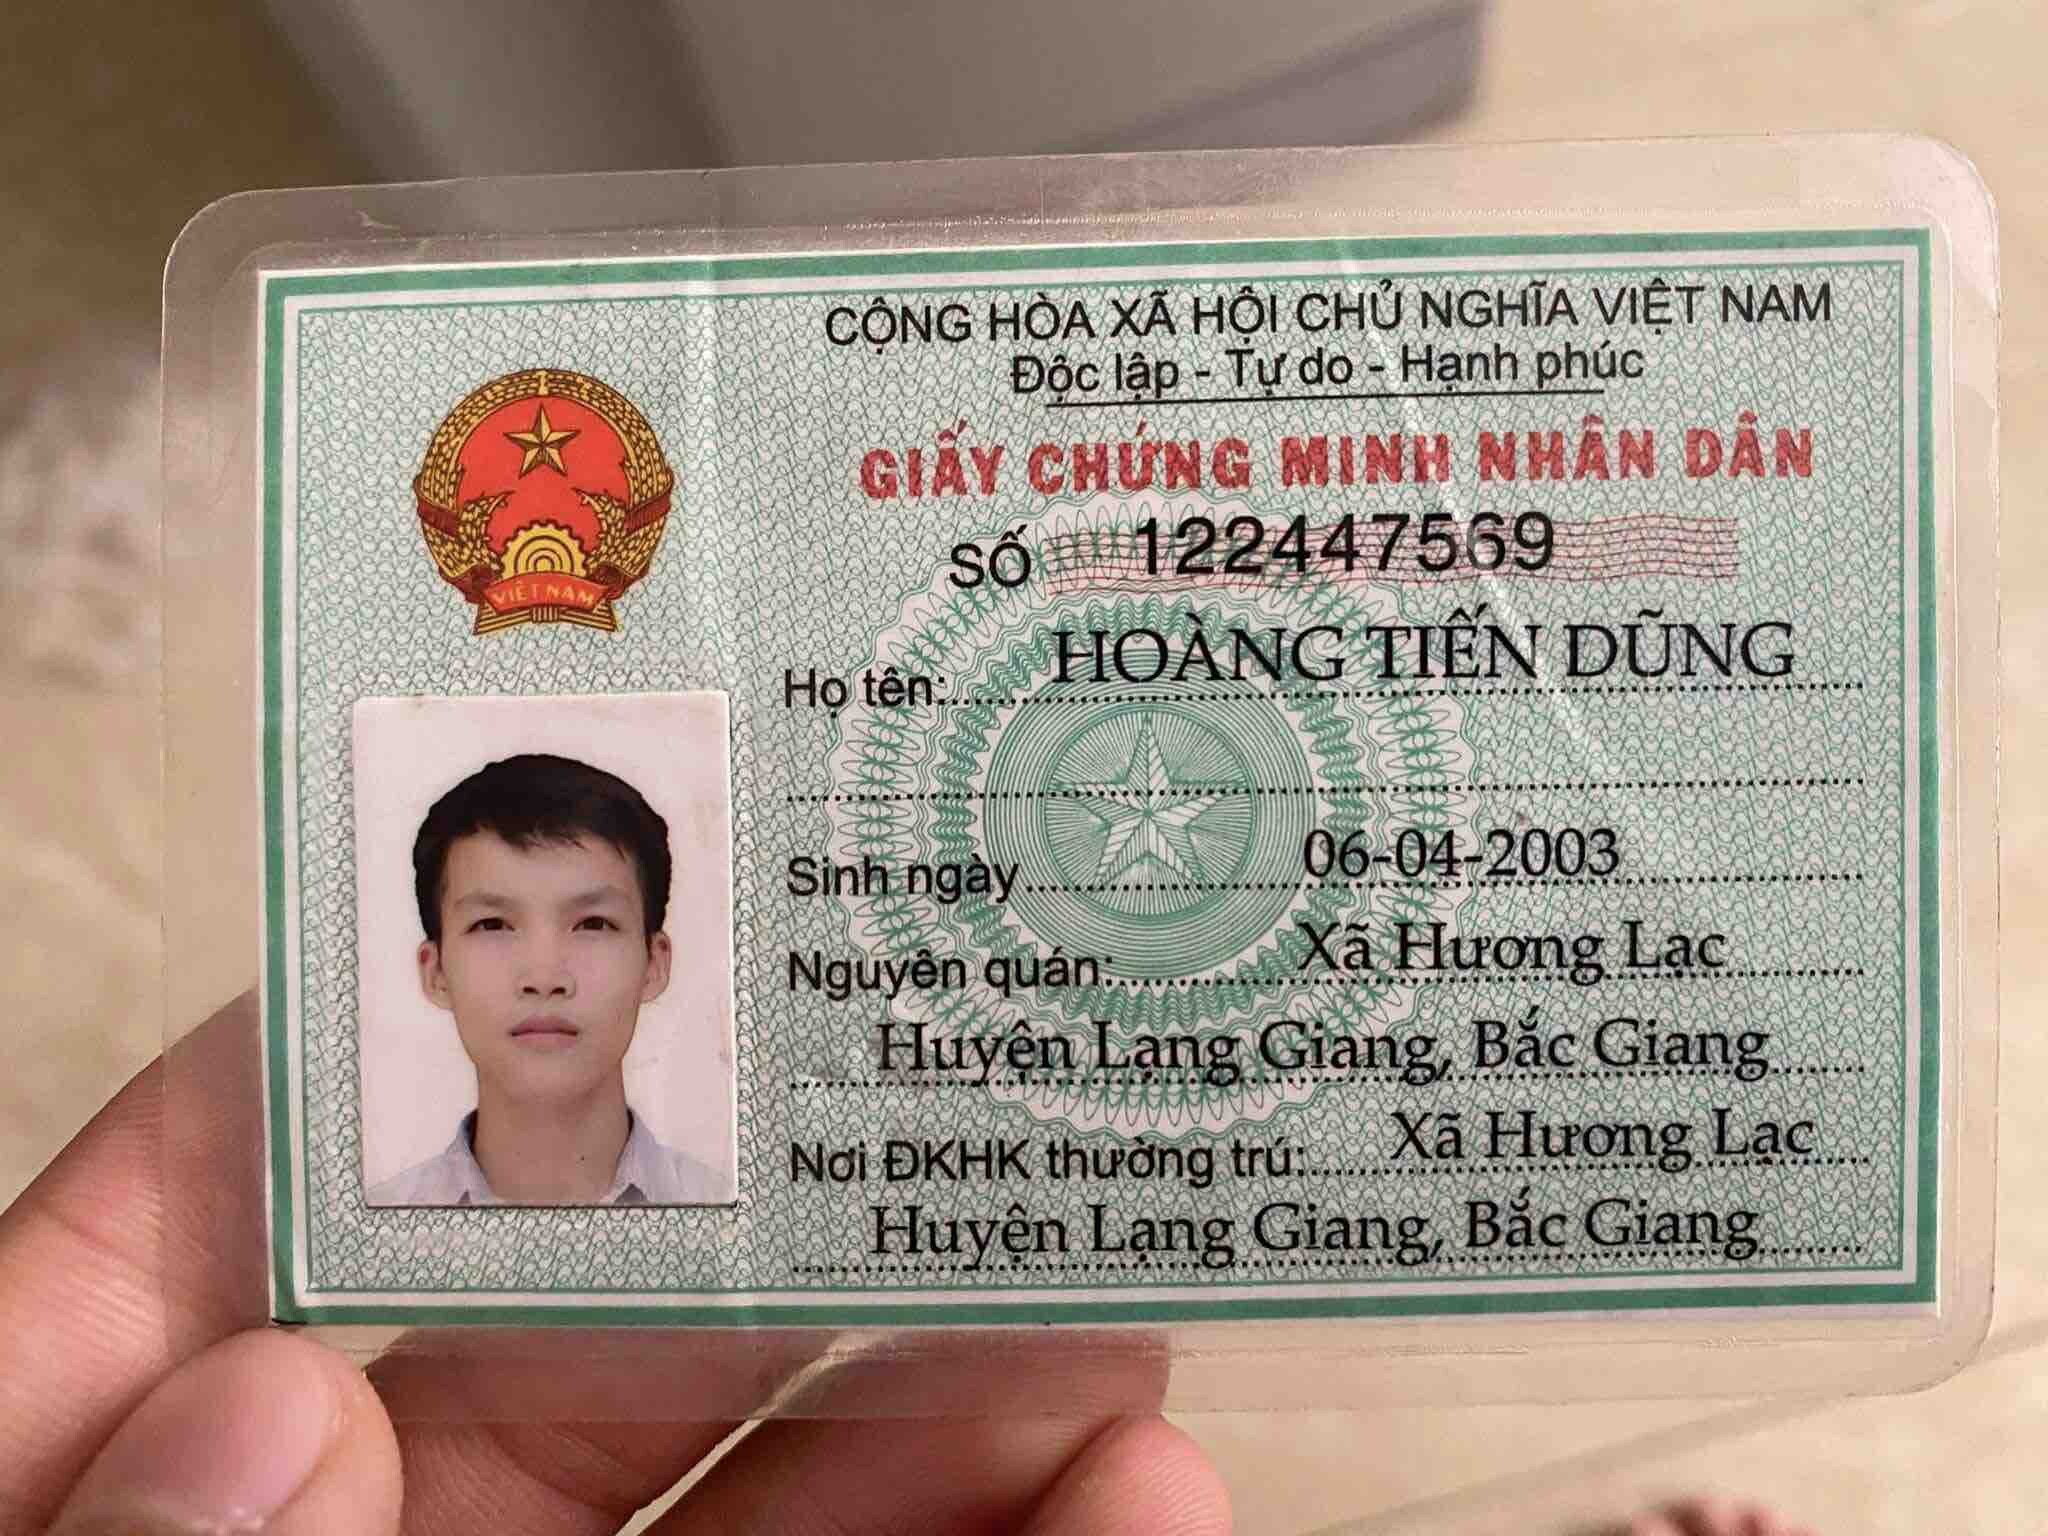 CỘNG HÒA XÃ HỘI CHỦ NGHĨA VIỆT NAM
Độc lập - Tự do - Hạnh phúc
GIẤY CHỨNG MINH NHÂN DÂN
SỐ 122447569
VIỆT NAM
Họ tên: HOÀNG TIẾN DŨNG
Sinh ngày 06-04-2003
Nguyên quán: Xã Hương Lạc
Huyện Lạng Giang, Bắc Giang
Nơi ĐKHK thường trú: Xã Hương Lạc
Huyện Lạng Giang, Bắc Giang